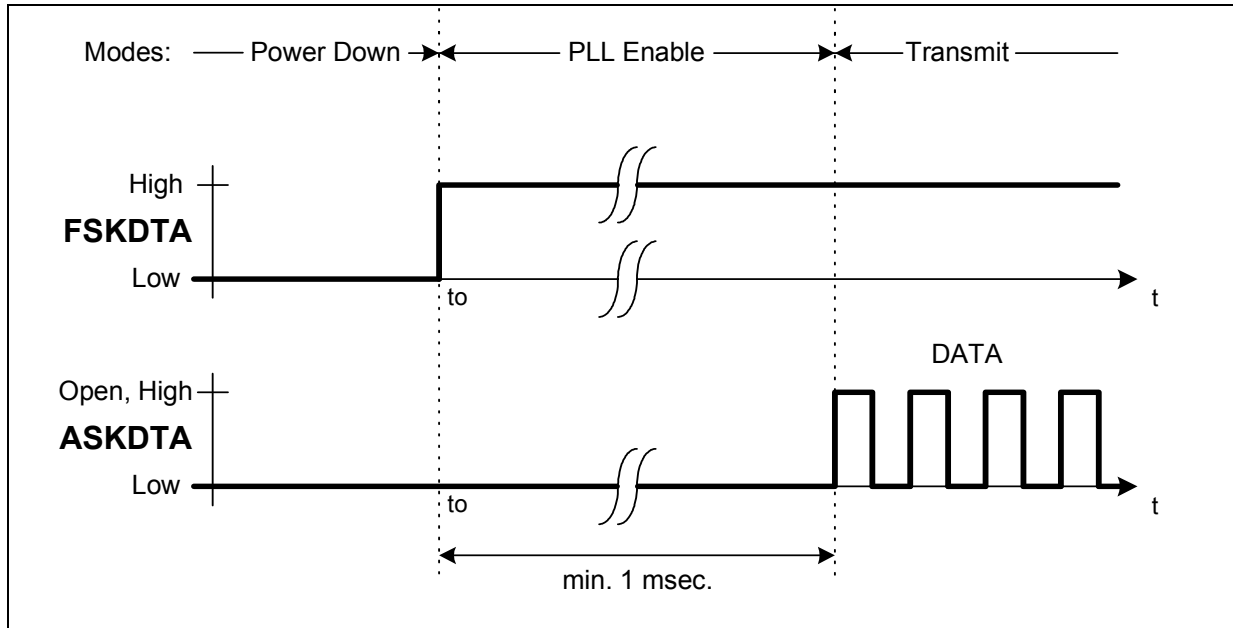 Modes: Power Down PLL Enable Transmit
High
FSKDTA
Low
to
t
DATA
Open, High
ASKDTA
Low
to
t
min. 1 msec.